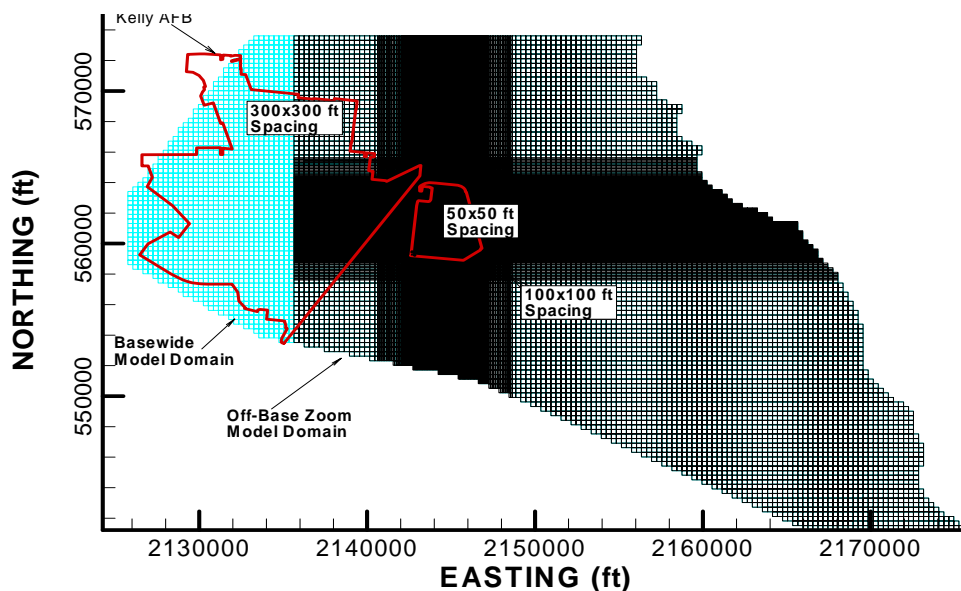 Kelly AFB
570000
300x300 ft
Spacing
NORTHING (ft)
50x50 ft
Spacing
560000
100x100 ft
Spacing
Basewide
Model Domain
550000
Off-Base Zoom
Model Domain
2130000 2140000 2150000 2160000 2170000
EASTING (ft)